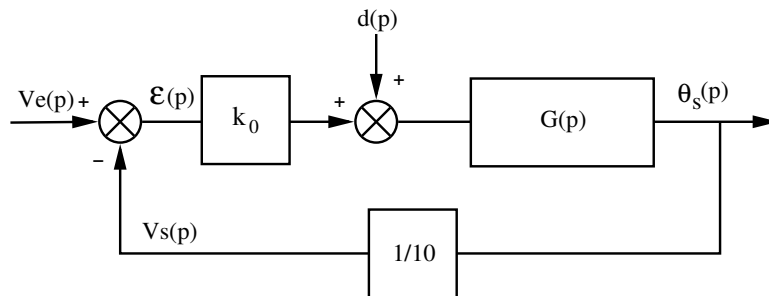 d(p)
+
Ve(p)
+
ε(p)
k₀
+
G(p)
θₛ(p)
−
Vs(p)
1/10